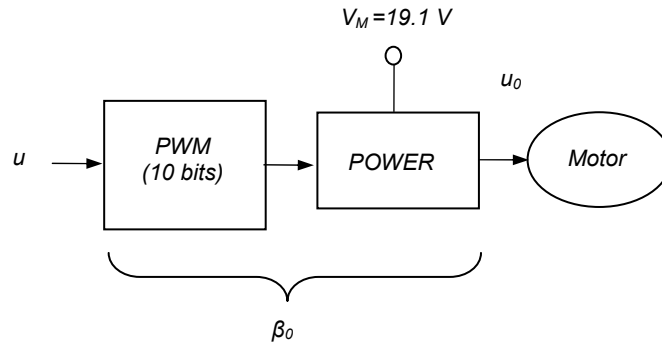 V_M=19.1 V
u_0
u
PWM
(10 bits)
POWER
Motor
β_0